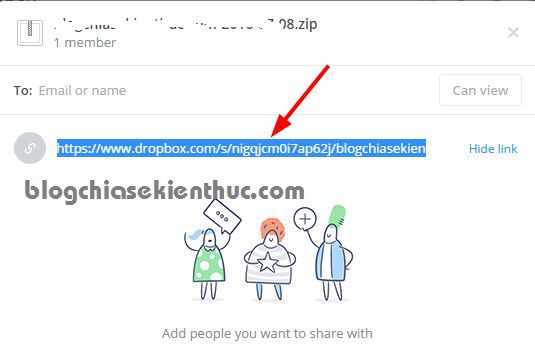 08.zip
1 member
To: Email or name
Can view
https://www.dropbox.com/s/nigqjcm0i7ap62j/blogchiasekien
Hide link
blogchiasekienthuc.com
Add people you want to share with